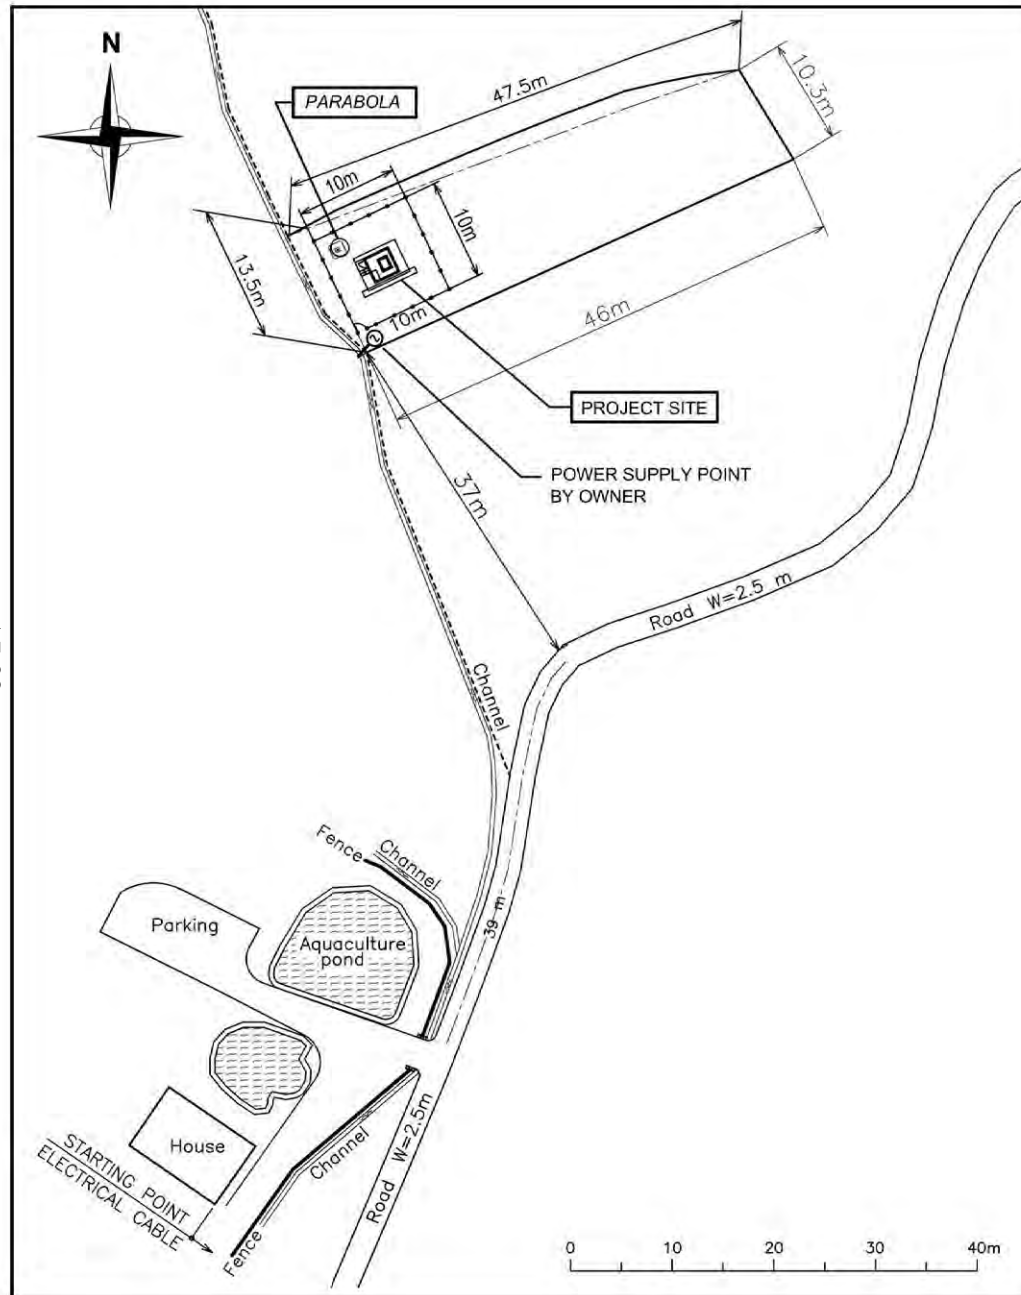 N
PARABOLA
47.5m
10.3m
10m
10m
13.5m
10m
46m
PROJECT SITE
POWER SUPPLY POINT
BY OWNER
37m
Road W=2.5 m
Channel
Fence
Channel
39 m
Parking
Aquaculture
pond
House
Channel
STARTING POINT
ELECTRICAL CABLE
Fence
Road W=2.5m
0 10 20 30 40m